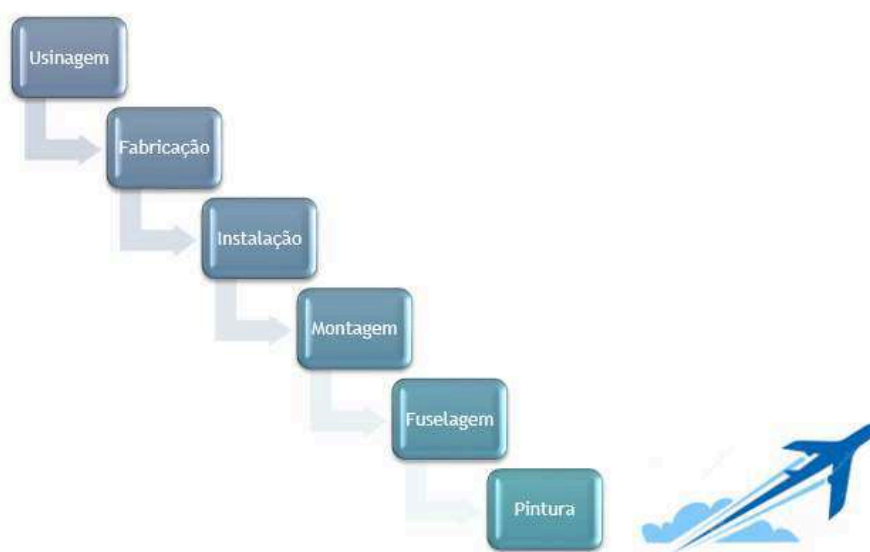 Usinagem
Fabricação
Instalação
Montagem
Fuselagem
Pintura